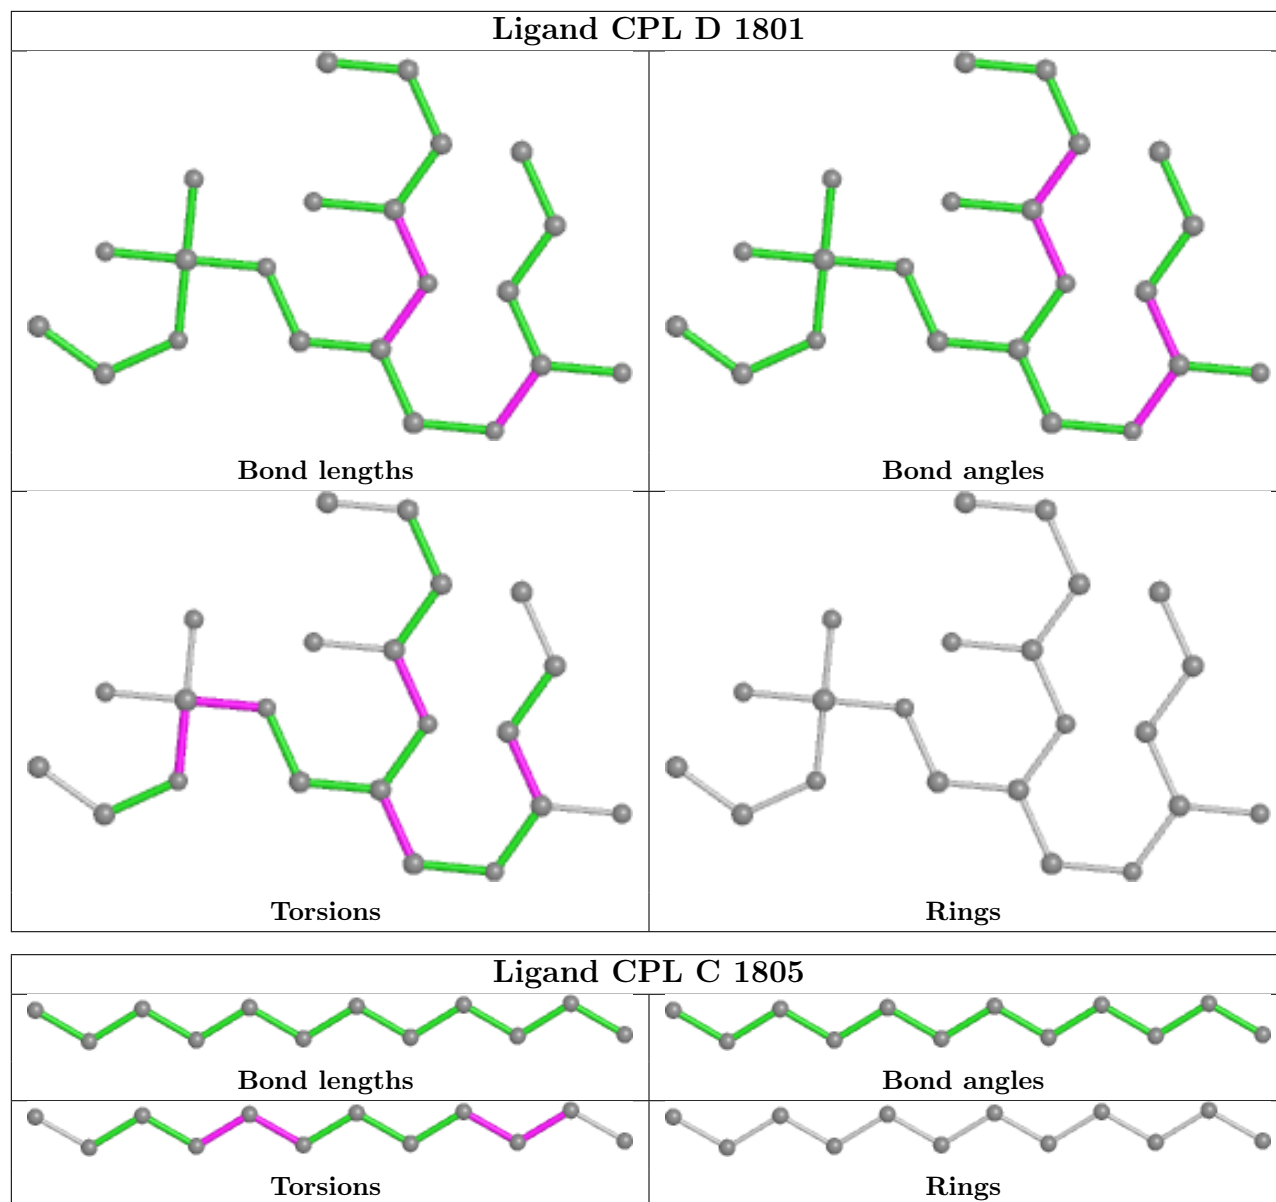 Ligand CPL D 1801
Bond lengths
Bond angles
Torsions
Rings
Ligand CPL C 1805
Bond lengths
Bond angles
Torsions
Rings